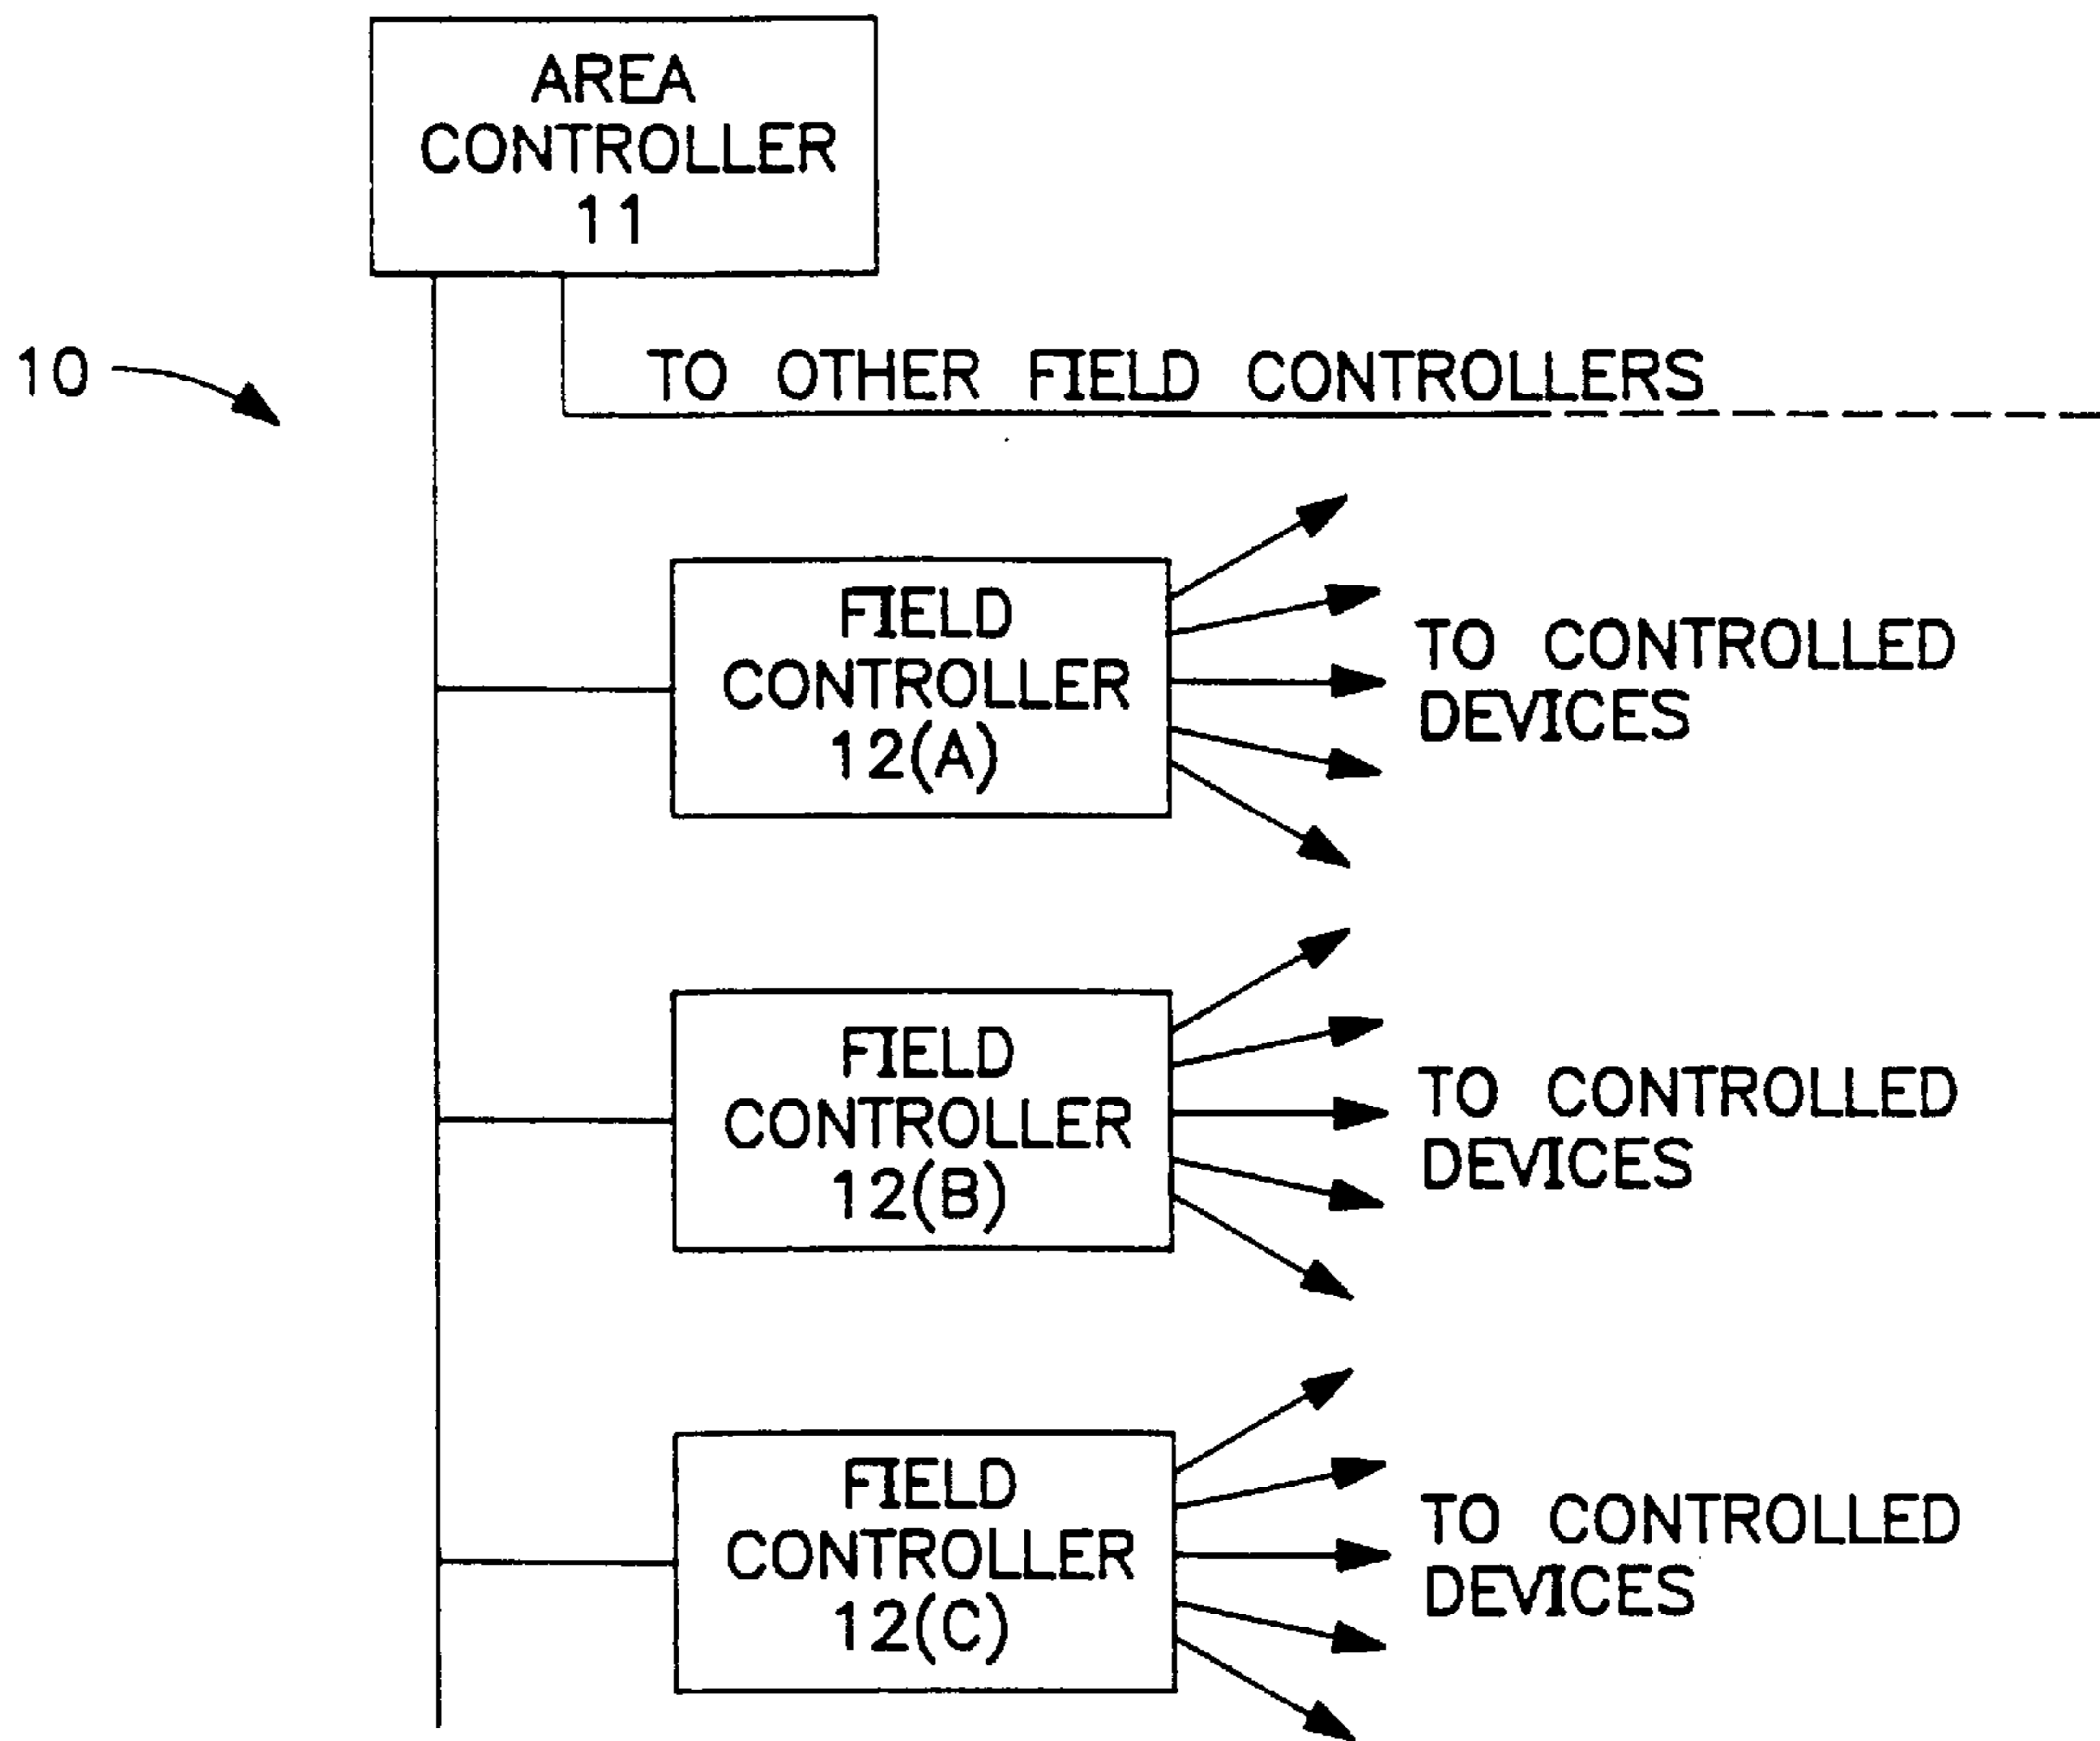 AREA
CONTROLLER
11
10
TO OTHER FIELD CONTROLLERS
FIELD
CONTROLLER
12(A)
TO CONTROLLED
DEVICES
FIELD
CONTROLLER
12(B)
TO CONTROLLED
DEVICES
FIELD
CONTROLLER
12(C)
TO CONTROLLED
DEVICES